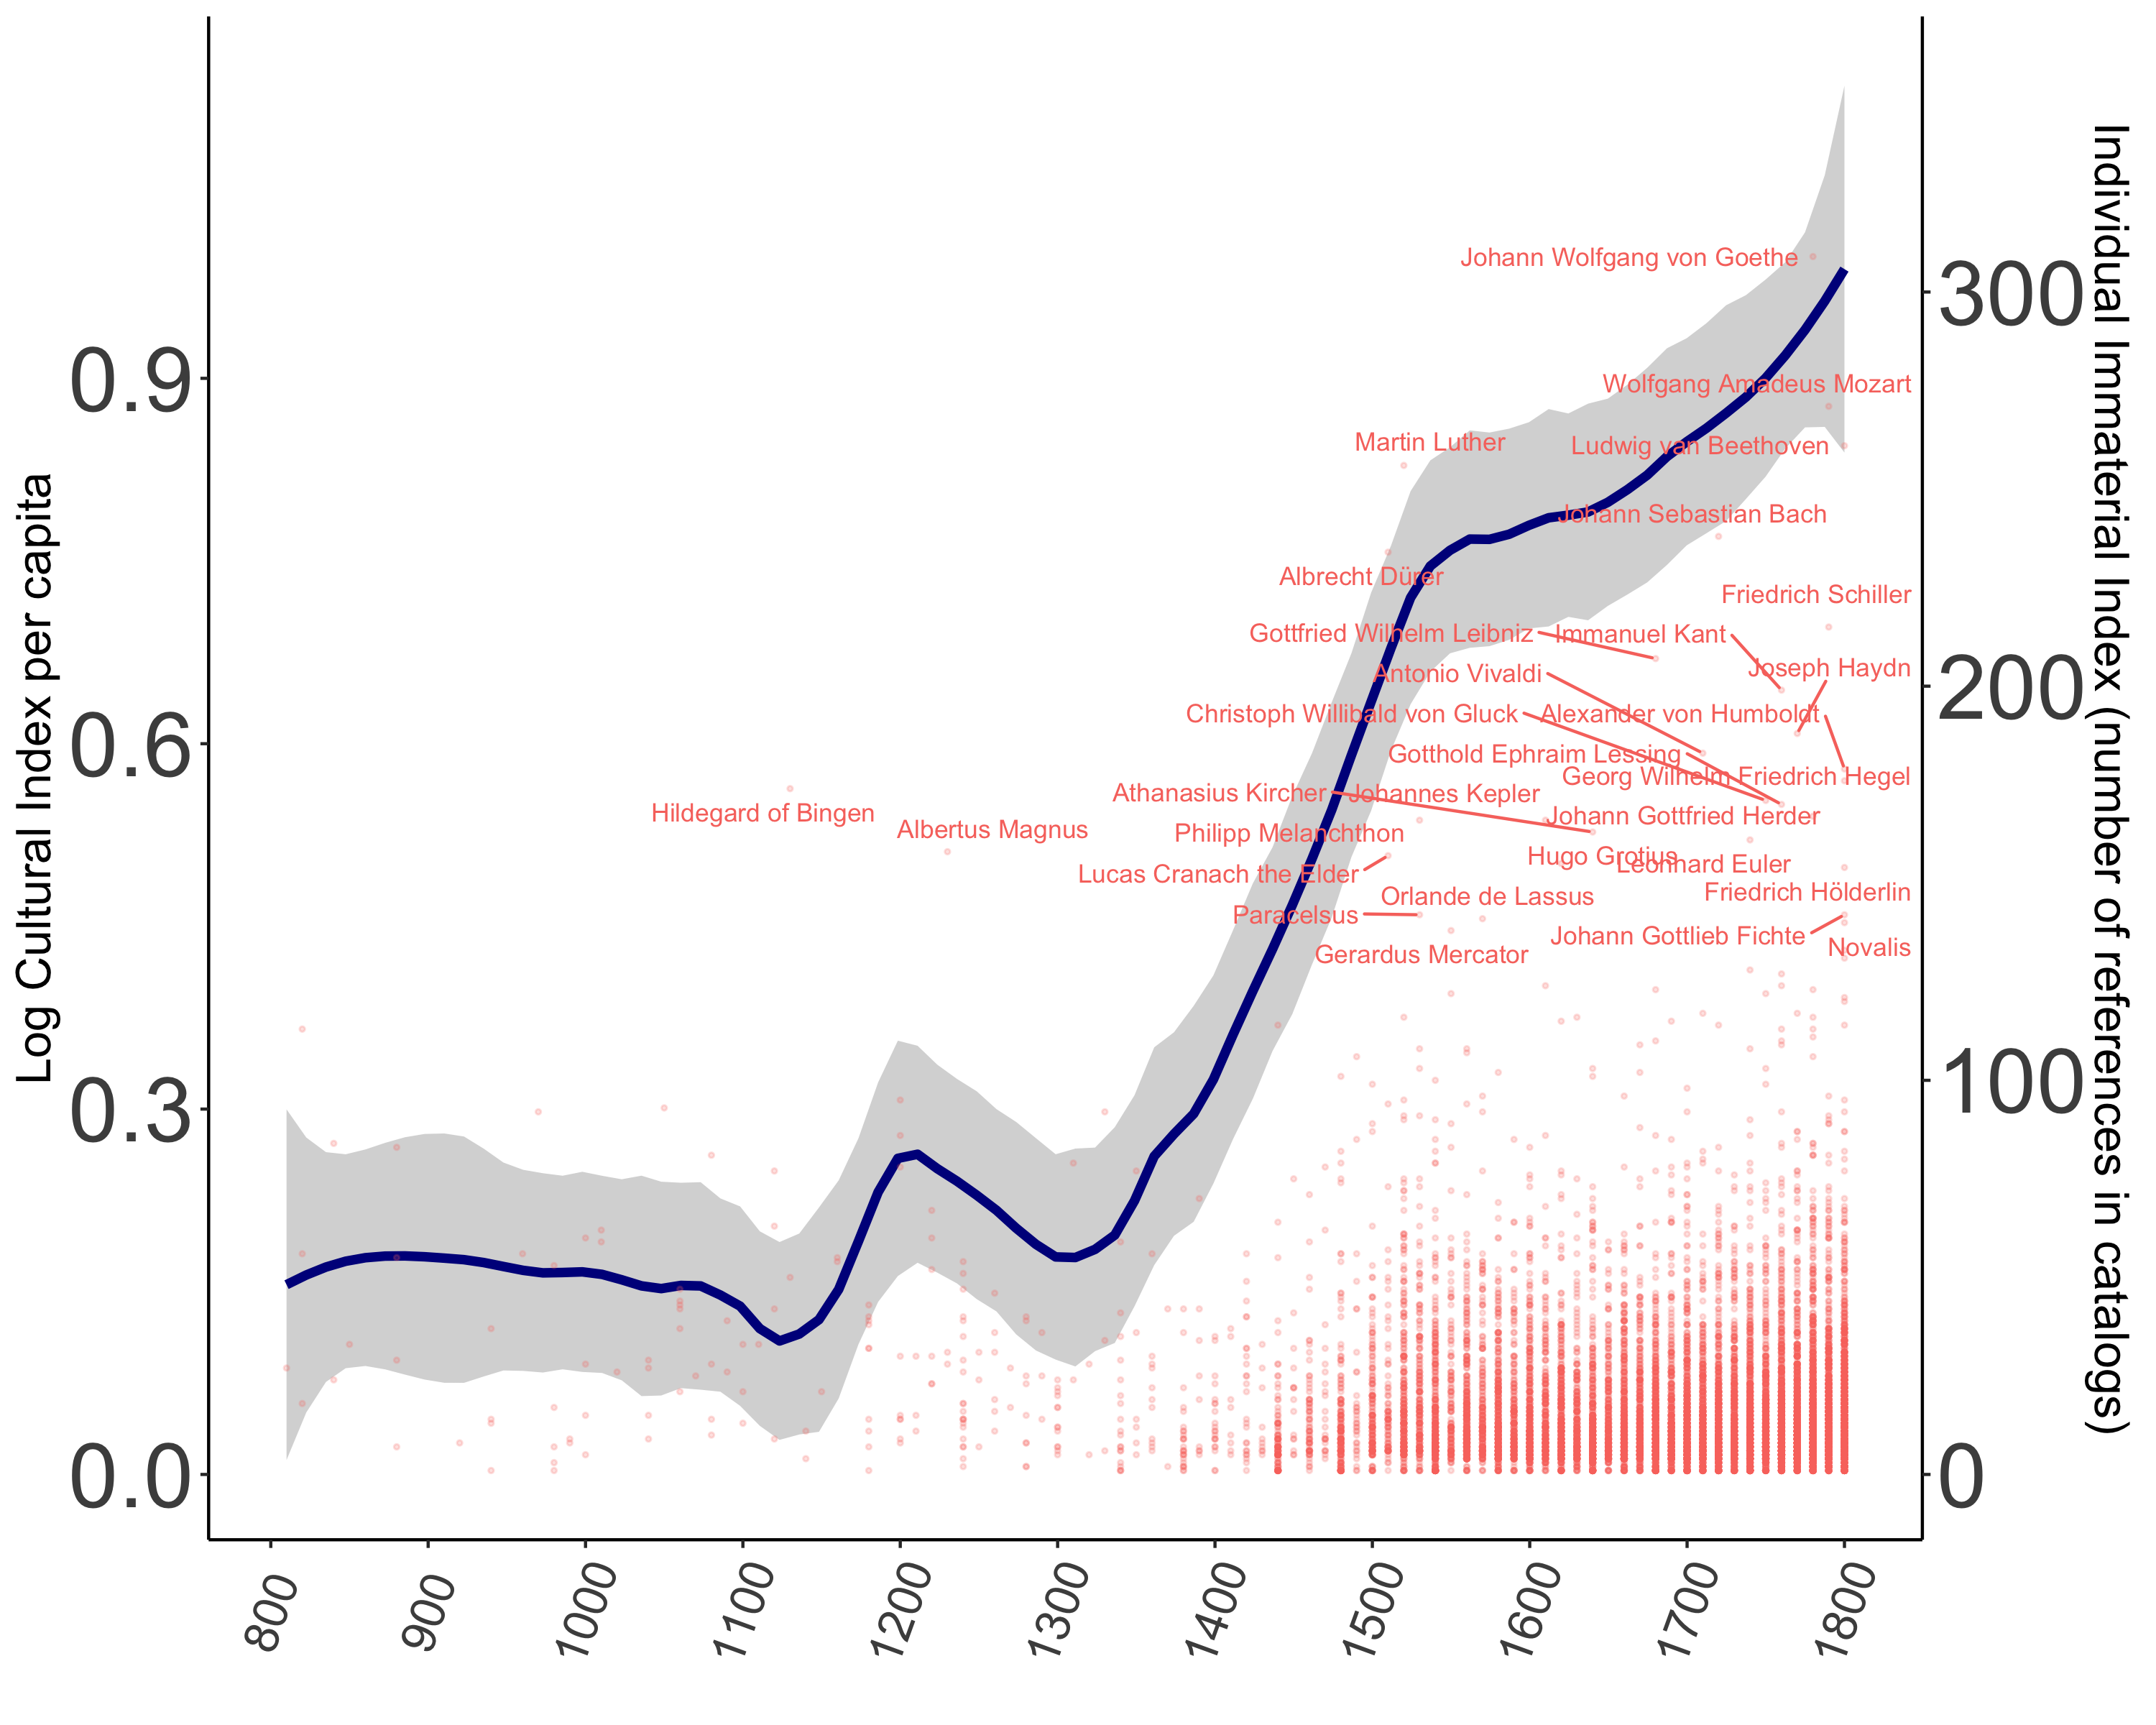 Log Cultural Index per capita
0.9
0.6
0.3
0.0
Johann Wolfgang von Goethe
Wolfgang Amadeus Mozart
Martin Luther
Ludwig van Beethoven
Johann Sebastian Bach
Albrecht Dürer
Friedrich Schiller
Gottfried Wilhelm Leibniz
Immanuel Kant
Joseph Haydn
Antonio Vivaldi
Christoph Willibald von Gluck
Alexander von Humboldt
Gotthold Ephraim Lessing
Georg Wilhelm Friedrich Hegel
Athanasius Kircher
Johannes Kepler
Hildegard of Bingen
Johann Gottfried Herder
Albertus Magnus
Philipp Melanchthon
Hugo Grotius
Leonhard Euler
Lucas Cranach the Elder
Friedrich Hölderlin
Orlande de Lassus
Paracelsus
Johann Gottlieb Fichte
Novalis
Gerardus Mercator
300
200
100
0
Individual Immaterial Index (number of references in catalogs)
800
900
1000
1100
1200
1300
1400
1500
1600
1700
1800